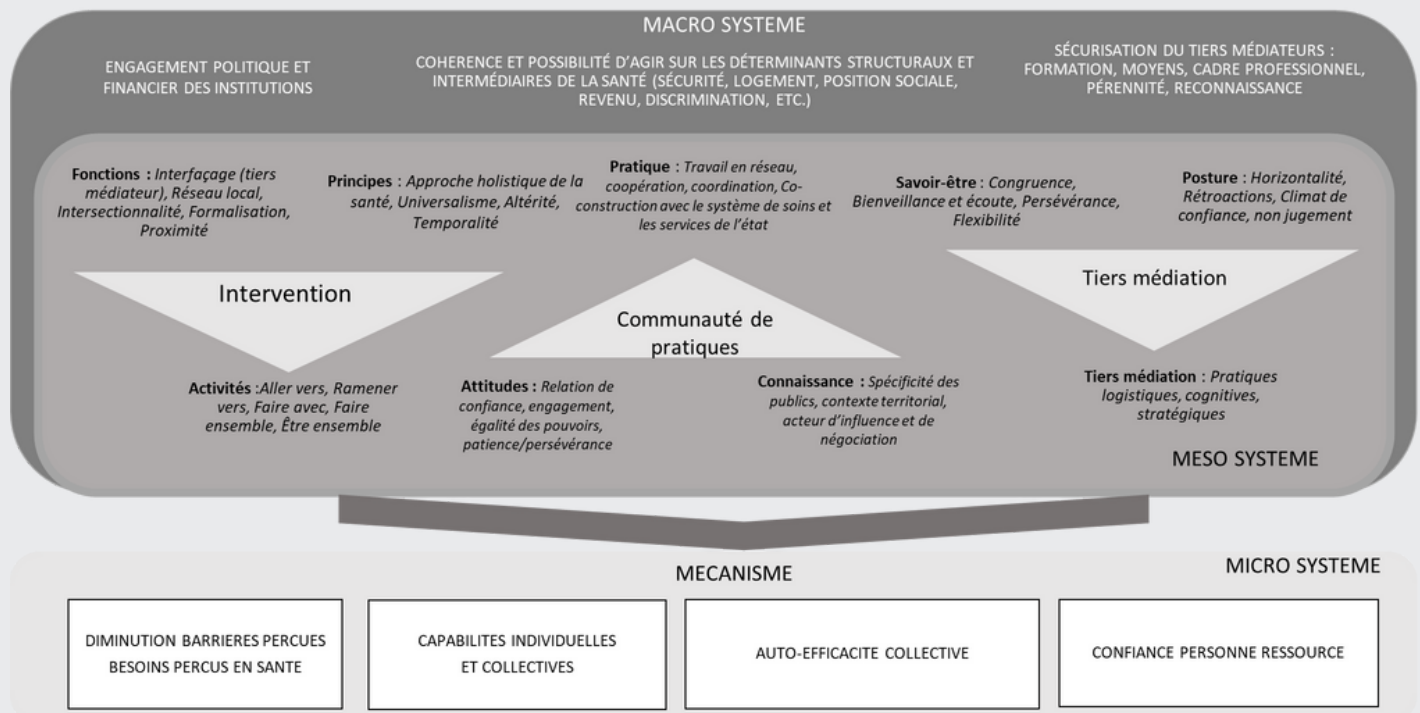 MACRO SYSTEME
ENGAGEMENT POLITIQUE ET
FINANCIER DES INSTITUTIONS
COHERENCE ET POSSIBILITÉ D’AGIR SUR LES DÉTERMINANTS STRUCTURAUX ET
INTERMÉDIAIRES DE LA SANTÉ (SÉCURITÉ, LOGEMENT, POSITION SOCIALE,
REVENU, DISCRIMINATION, ETC.)
SÉCURISATION DU TIERS MÉDIATEURS :
FORMATION, MOYENS, CADRE PROFESSIONNEL,
PÉRENNITÉ, RECONNAISSANCE
Fonctions : Interfaçage (tiers
médiateur), Réseau local,
Intersectionnalité, Formalisation,
Proximité
Principes : Approche holistique de la
santé, Universalisme, Altérité,
Temporalité
Pratique : Travail en réseau,
coopération, coordination, Co-
construction avec le système de soins et
les services de l’état
Savoir-être : Congruence,
Bienveillance et écoute, Persévérance,
Flexibilité
Posture : Horizontalité,
Rétroactions, Climat de
confiance, non jugement
Intervention
Communauté de
pratiques
Tiers médiation
Activités :Aller vers, Ramener
vers, Faire avec, Faire
ensemble, Être ensemble
Attitudes : Relation de
confiance, engagement,
égalité des pouvoirs,
patience/persévérance
Connaissance : Spécificité des
publics, contexte territorial,
acteur d’influence et de
négociation
Tiers médiation : Pratiques
logistiques, cognitives,
stratégiques
MESO SYSTEME
MECANISME
MICRO SYSTEME
DIMINUTION BARRIERES PERCUES
BESOINS PERCUS EN SANTE
CAPABILITES INDIVIDUELLES
ET COLLECTIVES
AUTO-EFFICACITE COLLECTIVE
CONFIANCE PERSONNE RESSOURCE